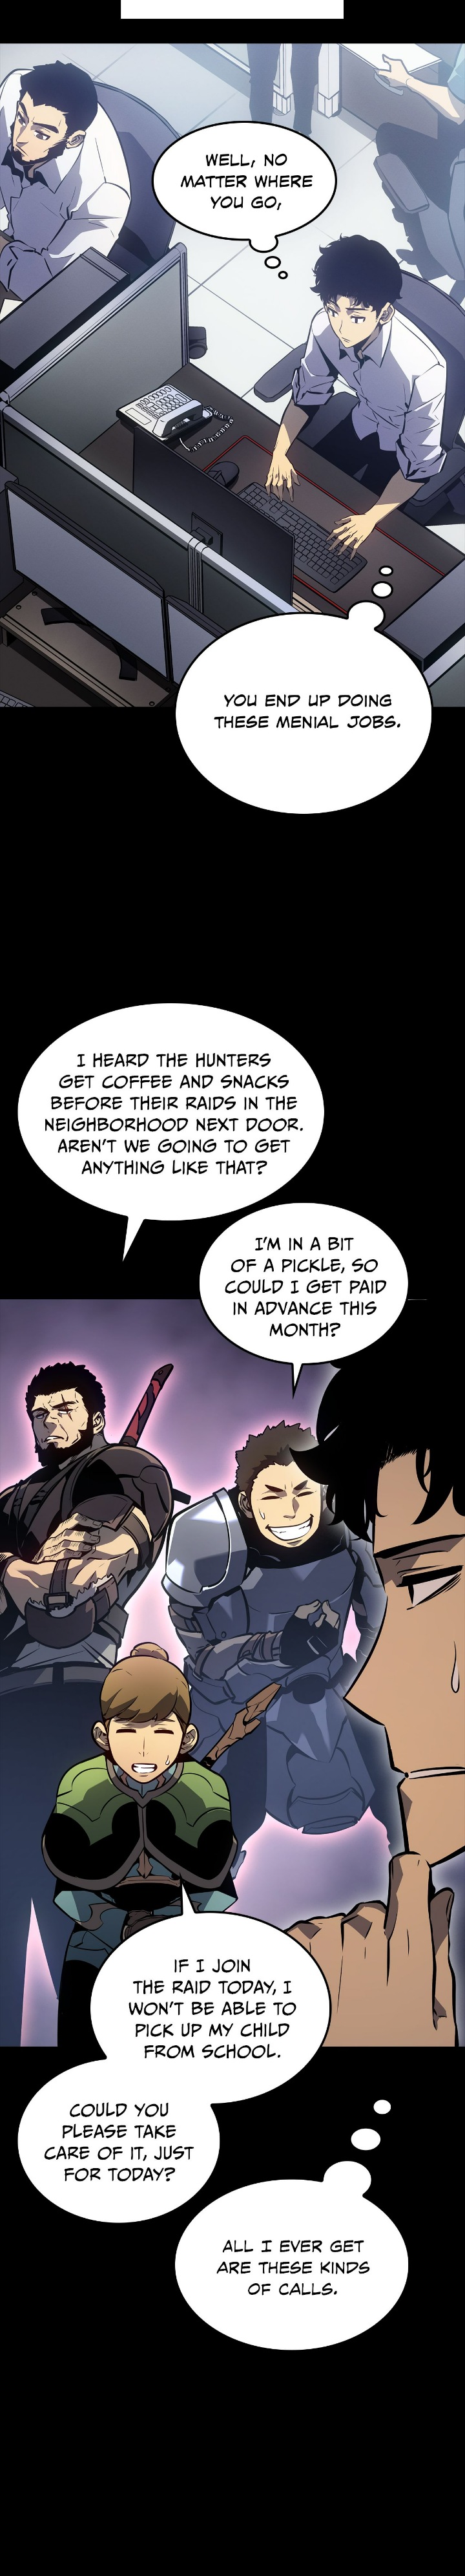 WELL, NO
MATTER WHERE
YOU GO,
YOU END UP DOING
THESE MENIAL JOBS.
I HEARD THE HUNTERS
GET COFFEE AND SNACKS
BEFORE THEIR RAIDS IN THE
NEIGHBORHOOD NEXT DOOR.
AREN'T WE GOING TO GET
ANYTHING LIKE THAT?
I'M IN A BIT
OF A PICKLE, SO
COULD I GET PAID
IN ADVANCE THIS
MONTH?
IF I JOIN
THE RAID TODAY, I
WON'T BE ABLE TO
PICK UP MY CHILD
FROM SCHOOL.
COULD YOU
PLEASE TAKE
CARE OF IT, JUST
FOR TODAY?
ALL I EVER GET
ARE THESE KINDS
OF CALLS.